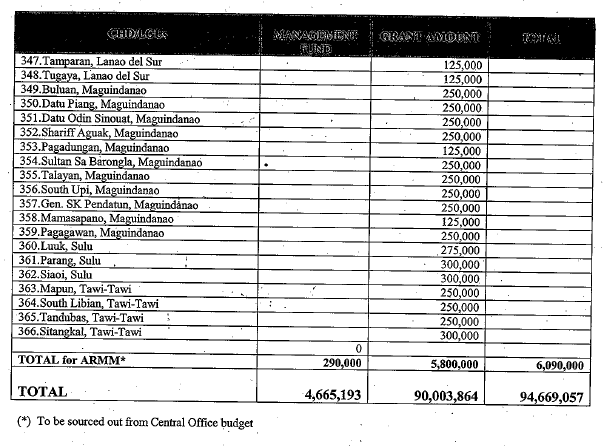 CHD/LGUs MANAGEMENT FUND GRANT AMOUNT TOTAL
347.Tamparan, Lanao del Sur 125,000
348.Tugaya, Lanao del Sur 125,000
349.Buluan, Maguindanao 250,000
350.Datu Piang, Maguindanao 250,000
351.Datu Odin Sinouat, Maguindanao 250,000
352.Shariff Aguak, Maguindanao 250,000
353.Pagadungan, Maguindanao 125,000
354.Sultan Sa Barongla, Maguindanao 250,000
355.Talayan, Maguindanao 250,000
356.South Upi, Maguindanao 250,000
357.Gen. SK Pendatun, Maguindanao 250,000
358.Mamasapano, Maguindanao 125,000
359.Pagagawan, Maguindanao 250,000
360.Luuk, Sulu 275,000
361.Parang, Sulu 300,000
362.Siaoi, Sulu 300,000
363.Mapun, Tawi-Tawi 250,000
364.South Libian, Tawi-Tawi 250,000
365.Tandubas, Tawi-Tawi 250,000
366.Sitangkal, Tawi-Tawi 300,000
0
TOTAL for ARMM* 290,000 5,800,000 6,090,000
TOTAL 4,665,193 90,003,864 94,669,057
(*) To be sourced out from Central Office budget